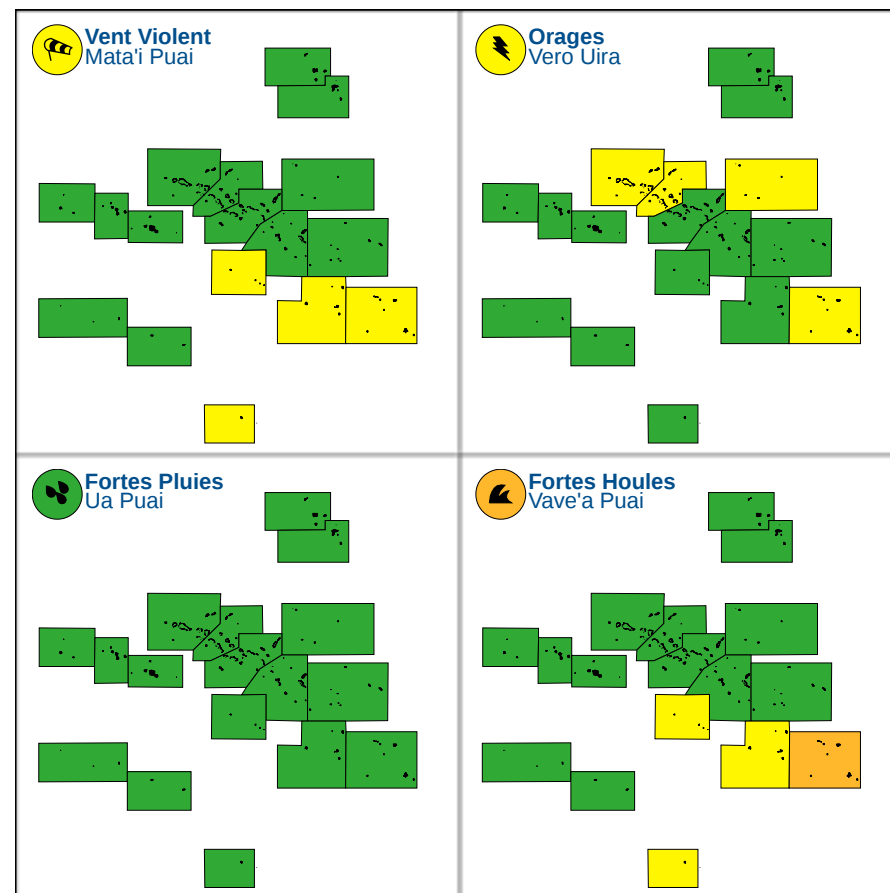 Vent Violent
Mata'i Puai
Orages
Vero Uira
Fortes Pluies
Ua Puai
Fortes Houles
Vave'a Puai